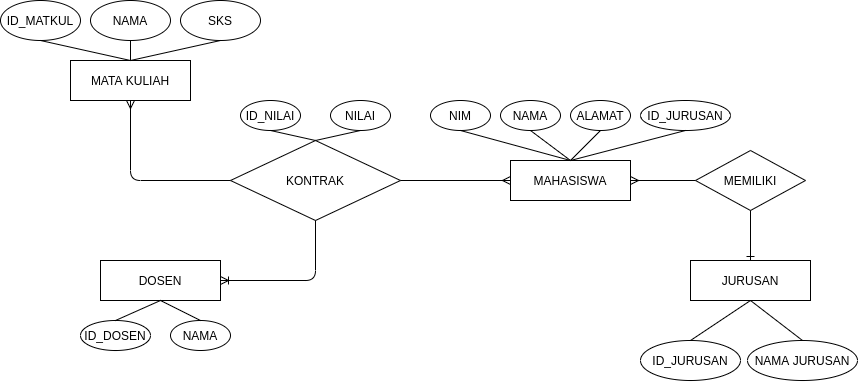 ID_MATKUL
NAMA
SKS
MATA KULIAH
ID_NILAI
NILAI
NIM
NAMA
ALAMAT
ID_JURUSAN
KONTRAK
MAHASISWA
MEMILIKI
DOSEN
JURUSAN
ID_DOSEN
NAMA
ID_JURUSAN
NAMA JURUSAN